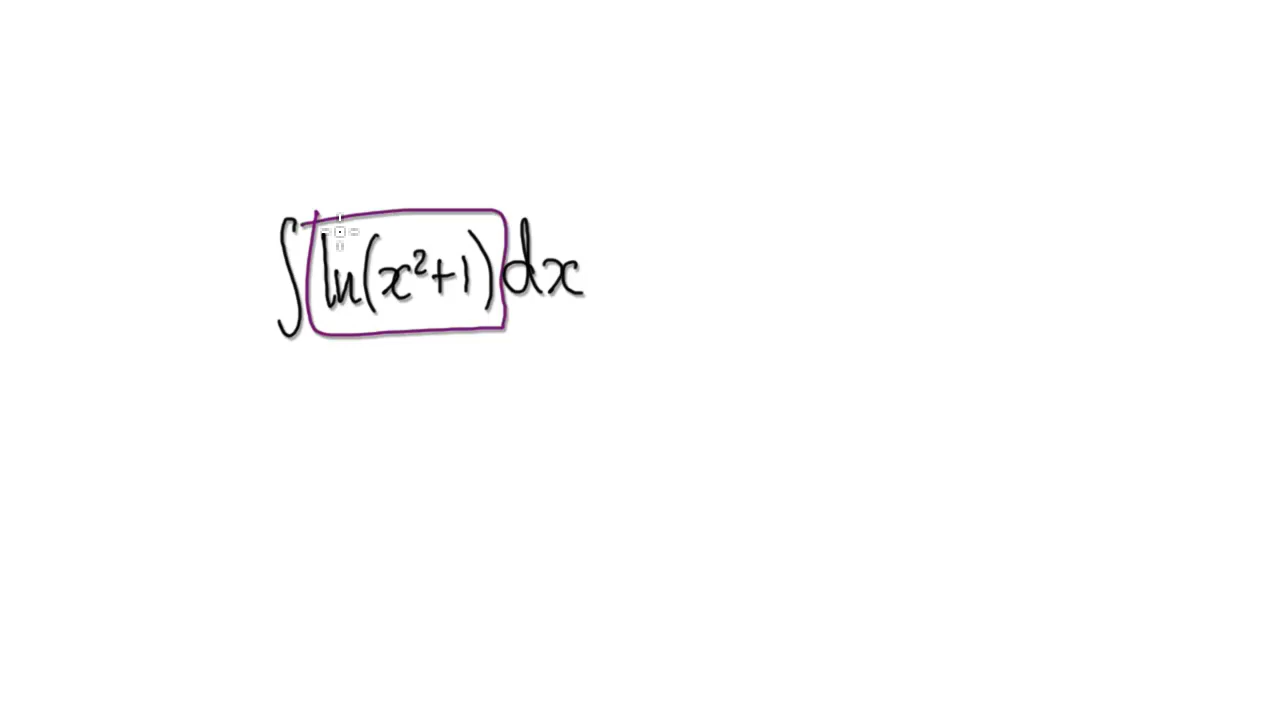 ∫ ln(x²+1) dx